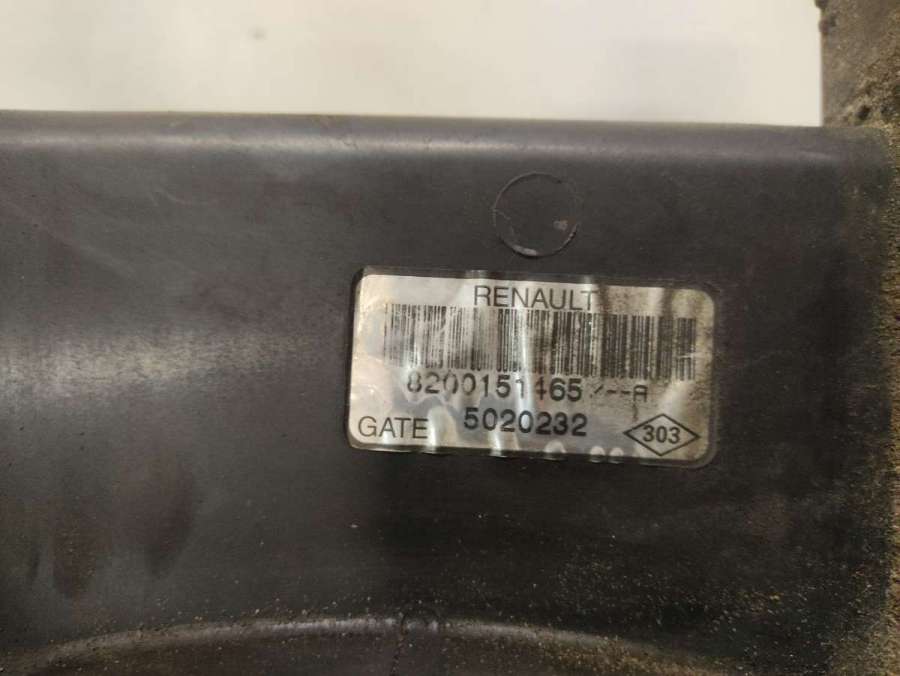 RENAULT
8200151465/--A
GATE 5020232
303